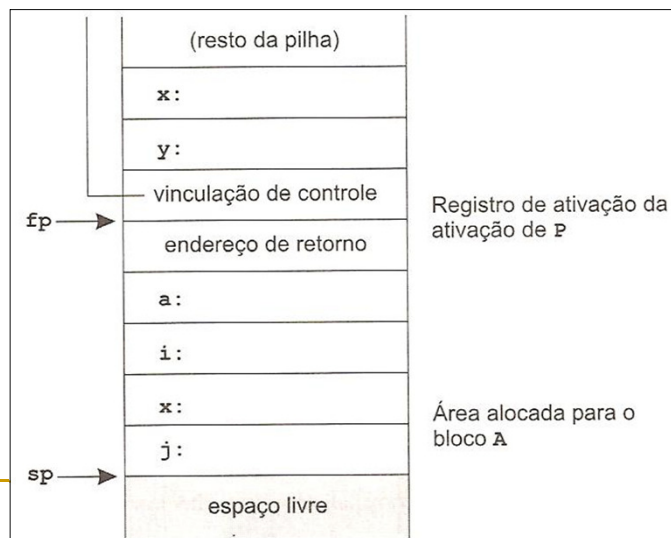 (resto da pilha)
x:
y:
vinculação de controle
fp
endereço de retorno
Registro de ativação da
ativação de P
a:
i:
x:
j:
Área alocada para o
bloco A
sp
espaço livre